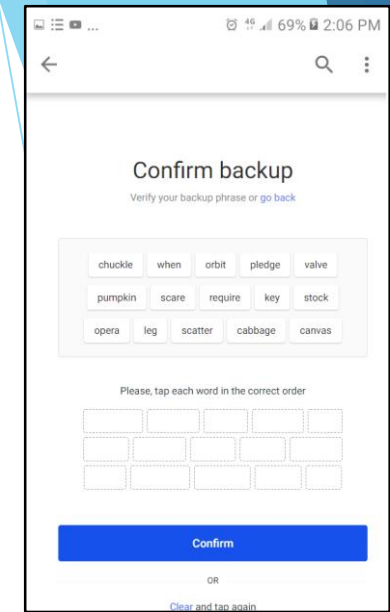 ... 4G 69% 2:06 PM
Confirm backup
Verify your backup phrase or go back
chuckle when orbit pledge valve
pumpkin scare require key stock
opera leg scatter cabbage canvas
Please, tap each word in the correct order
Confirm
OR
Clear and tap again